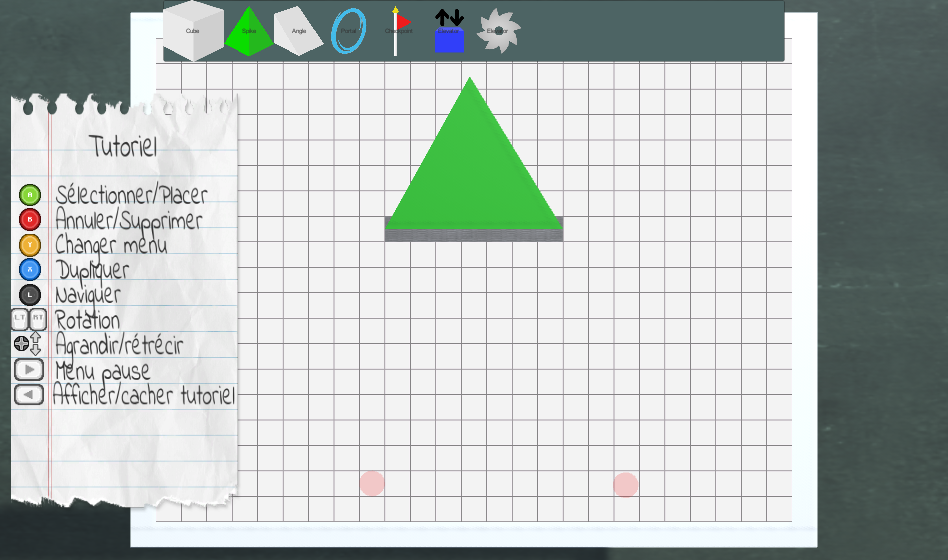 Cube Spike Angle Portal Checkpoint Elevator Elevator
Tutoriel
A Sélectionner/Placer
B Annuler/Supprimer
Y Changer menu
X Dupliquer
L Naviguer
LT RT Rotation
Agrandir/rétrécir
Menu pause
Afficher/cacher tutoriel